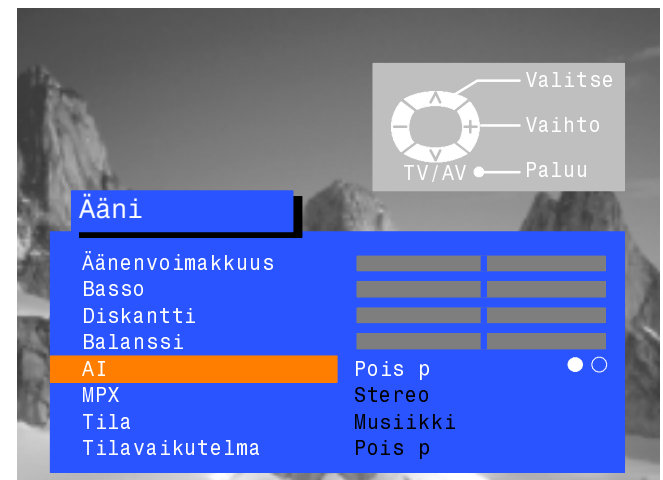 Valitse
Vaihto
TV/AV Paluu
Ääni
Äänenvoimakkuus
Basso
Diskantti
Balanssi
AI Pois p
MPX Stereo
Tila Musiikki
Tilavaikutelma Pois p